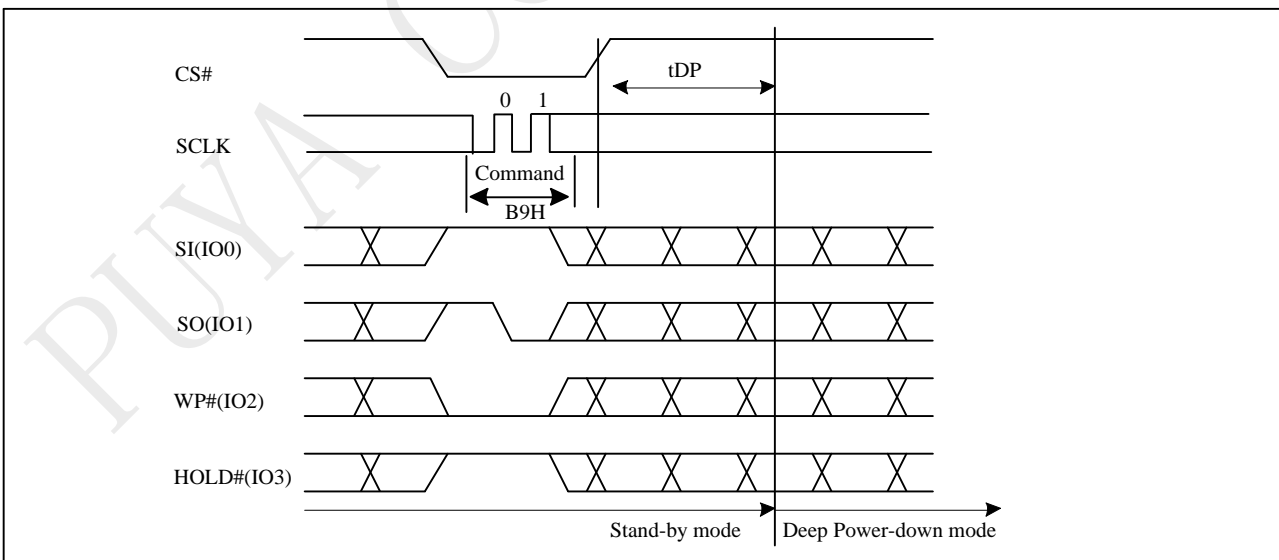 CS#
tDP
0 1
SCLK
Command
B9H
SI(IO0)
SO(IO1)
WP#(IO2)
HOLD#(IO3)
Stand-by mode Deep Power-down mode
PUYA